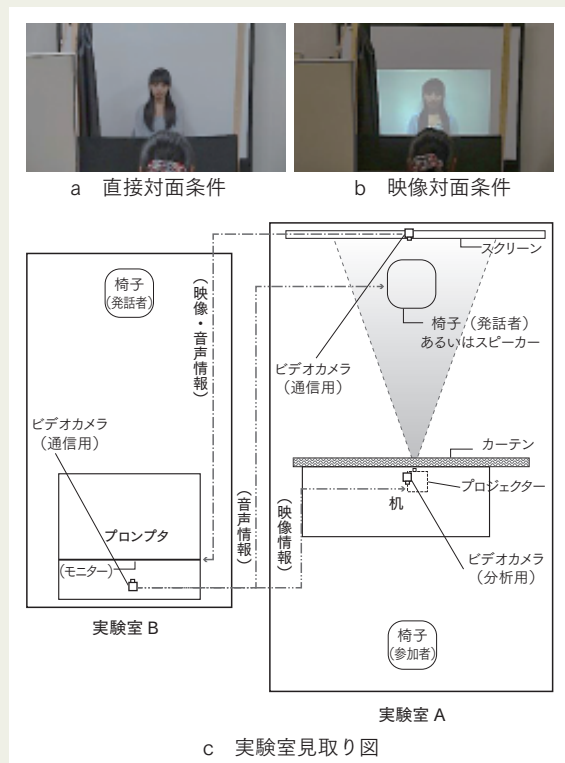 a 直接対面条件
b 映像対面条件
スクリーン
椅子
(発話者)
(映像・音声情報)
椅子(発話者)
あるいはスピーカー
ビデオカメラ
(通信用)
ビデオカメラ
(通信用)
カーテン
プロジェクター
机
プロンプタ
(音声情報)
(映像情報)
(モニター)
ビデオカメラ
(分析用)
実験室 B
椅子
(参加者)
実験室 A
c 実験室見取り図